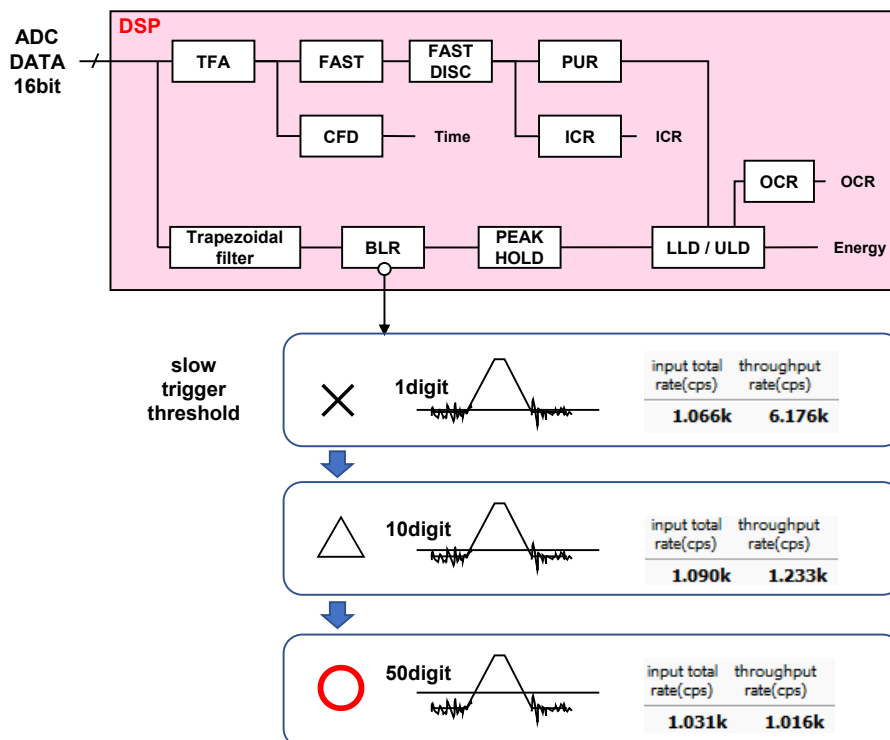 DSP
ADC
DATA
16bit
TFA
FAST
FAST
DISC
PUR
CFD
Time
ICR
ICR
OCR
OCR
Trapezoidal
filter
BLR
PEAK
HOLD
LLD / ULD
Energy
slow
trigger
threshold
1digit
input total throughput
rate(cps) rate(cps)
1.066k 6.176k
10digit
input total throughput
rate(cps) rate(cps)
1.090k 1.233k
50digit
input total throughput
rate(cps) rate(cps)
1.031k 1.016k